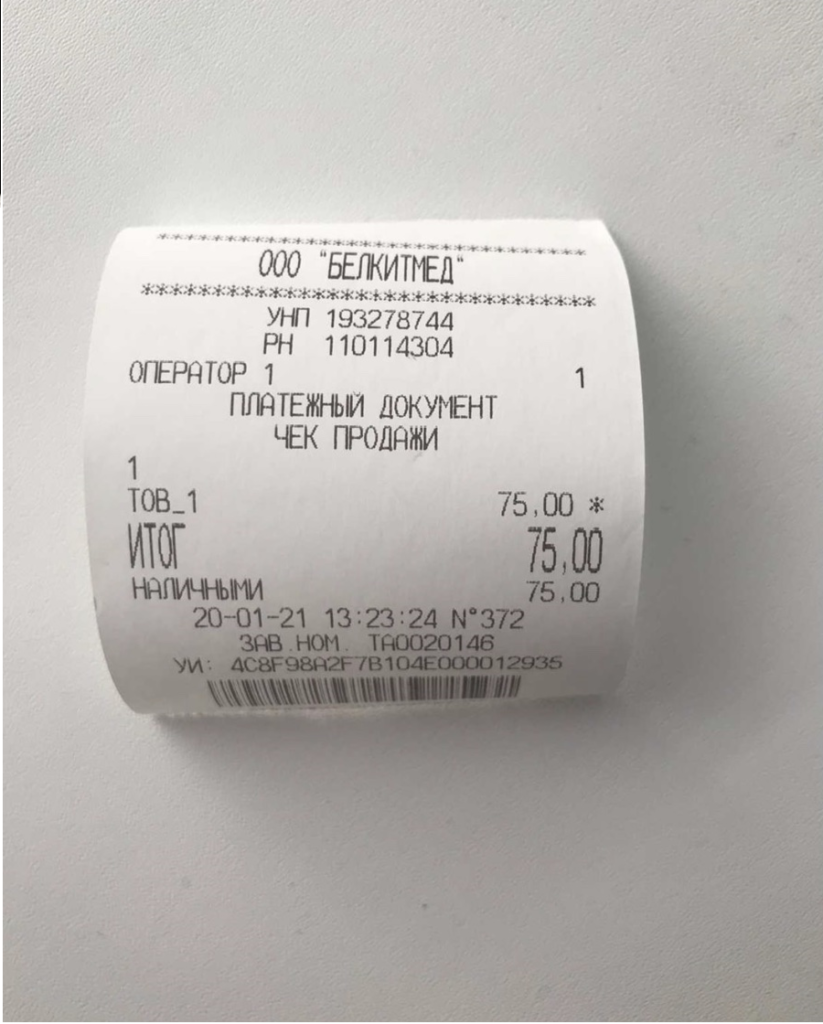 ********************************
ООО "БЕЛКИТМЕД"
********************************
УНП 193278744
РН 110114304
ОПЕРАТОР 1 1
ПЛАТЕЖНЫЙ ДОКУМЕНТ
ЧЕК ПРОДАЖИ
1
ТОВ_1 75,00 *
ИТОГ 75,00
НАЛИЧНЫМИ 75,00
20-01-21 13:23:24 N°372
ЗАВ.НОМ. ТА0020146
УИ: 4C8F98A2F7B104E000012935